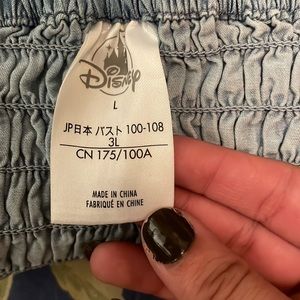 Disney
L
JP日本 バスト 100-108
3L
CN 175/100A
MADE IN CHINA
FABRIQUÉ EN CHINE